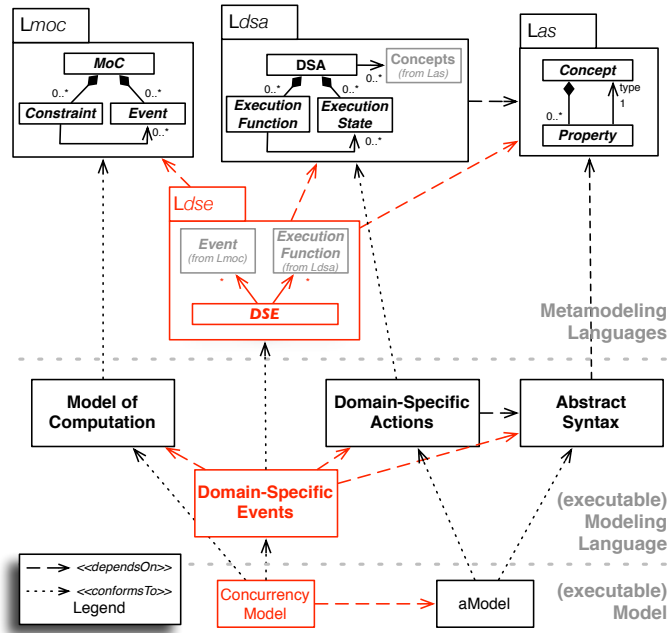 Lmoc
MoC
0..*
0..*
Constraint
Event
0..*
Ldsa
DSA
Concepts
(from Las)
0..*
0..*
0..*
Execution
Function
Execution
State
0..*
Las
Concept
type
1
0..*
Property
Ldse
Event
(from Lmoc)
Execution
Function
(from Ldsa)
*
*
DSE
Metamodeling
Languages
Model of
Computation
Domain-Specific
Actions
Abstract
Syntax
Domain-Specific
Events
(executable)
Modeling
Language
<<dependsOn>>
<<conformsTo>>
Legend
Concurrency
Model
aModel
(executable)
Model